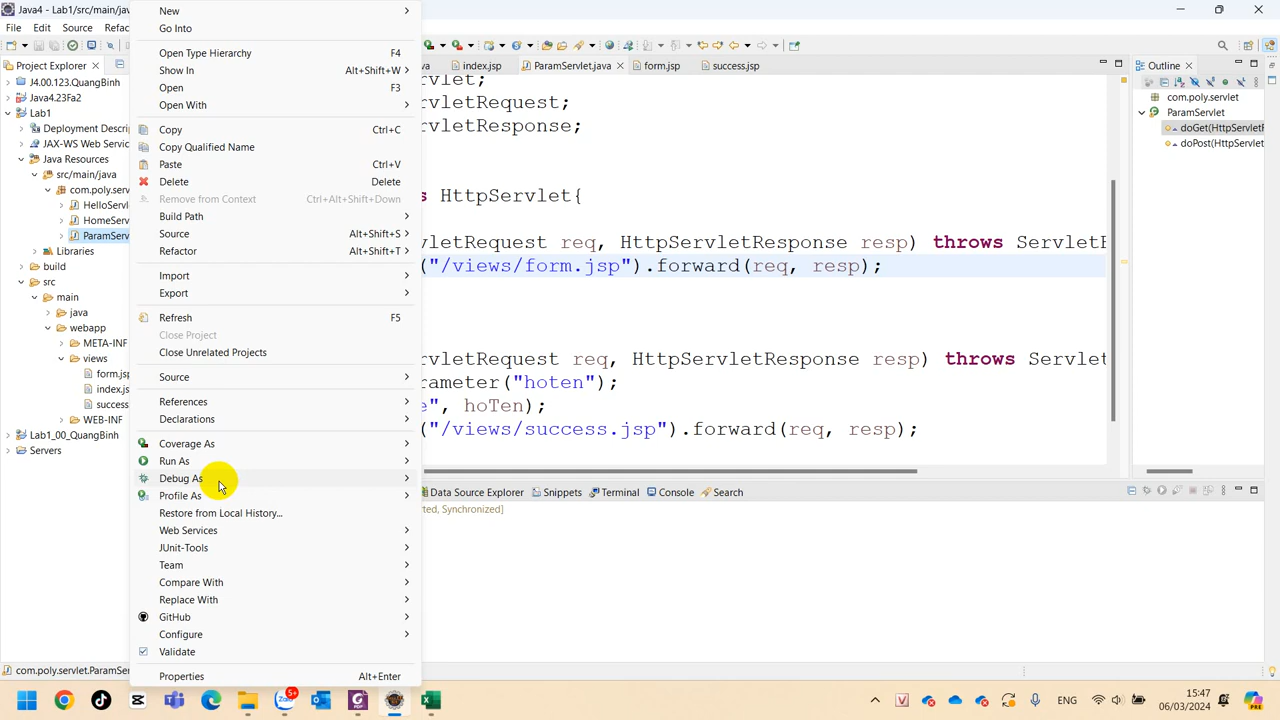 Java4 - Lab1/src/main/jav
File Edit Source Refac
Project Explorer
J4.00.123.QuangBinh
Java4.23Fa2
Lab1
Deployment Descri
JAX-WS Web Servic
Java Resources
src/main/java
com.poly.serv
HelloServl
HomeServ
ParamServ
Libraries
build
src
main
java
webapp
META-INF
views
form.jsp
index.js
success
WEB-INF
Lab1_00_QuangBinh
Servers
New
Go Into
Open Type Hierarchy F4
Show In Alt+Shift+W
Open F3
Open With
Copy Ctrl+C
Copy Qualified Name
Paste Ctrl+V
Delete Delete
Remove from Context Ctrl+Alt+Shift+Down
Build Path
Source Alt+Shift+S
Refactor Alt+Shift+T
Import
Export
Refresh F5
Close Project
Close Unrelated Projects
Source
References
Declarations
Coverage As
Run As
Debug As
Profile As
Restore from Local History...
Web Services
JUnit-Tools
Team
Compare With
Replace With
GitHub
Configure
Validate
Properties Alt+Enter
va index.jsp ParamServlet.java form.jsp success.jsp
rvlet;
rvletRequest;
rvletResponse;
s HttpServlet{
vletRequest req, HttpServletResponse resp) throws ServletE
("/views/form.jsp").forward(req, resp);
rvletRequest req, HttpServletResponse resp) throws Servlet
rameter("hoten");
e", hoTen);
("/views/success.jsp").forward(req, resp);
Outline
com.poly.servlet
ParamServlet
doGet(HttpServletR
doPost(HttpServlet
Data Source Explorer Snippets Terminal Console Search
rted, Synchronized]
com.poly.servlet.ParamSer
5+
ENG
15:47
06/03/2024
PRE